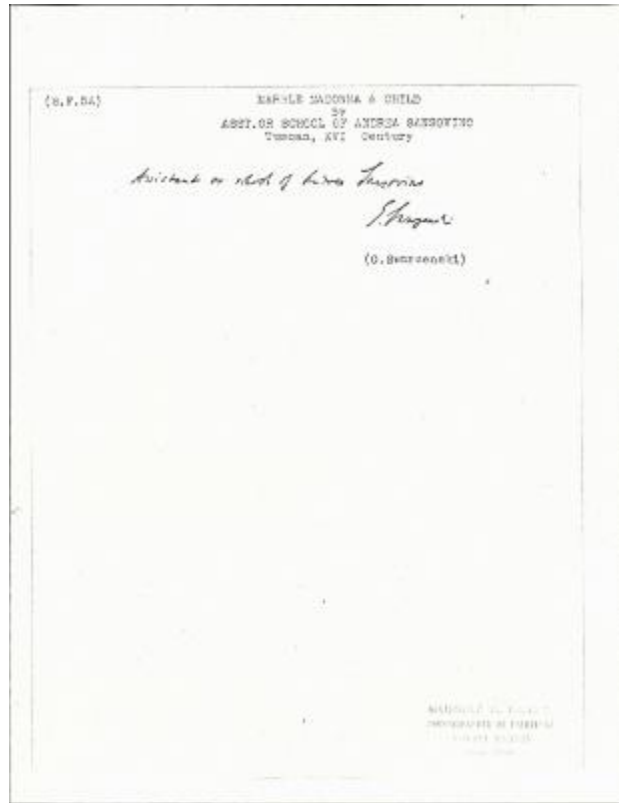 MARBLE MADONNA & CHILD
BY
ASST.OR SCHOOL OF ANDREA SANSOVINO
Tuscan, XVI Century
Assistant or school of Andrea Sansovino
(G.Swarzenski)